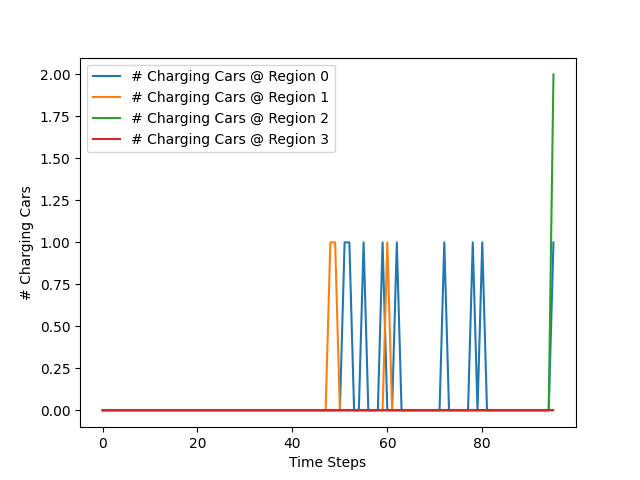 # Charging Cars @ Region 0
# Charging Cars @ Region 1
# Charging Cars @ Region 2
# Charging Cars @ Region 3
2.00
1.75
1.50
1.25
1.00
0.75
0.50
0.25
0.00
# Charging Cars
0 20 40 60 80
Time Steps